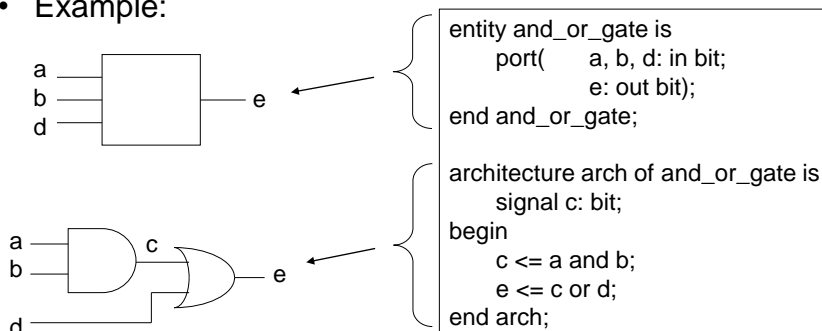 • Example:
a
b
d
e
entity and_or_gate is
port( a, b, d: in bit;
e: out bit);
end and_or_gate;
a
b
c
d
e
architecture arch of and_or_gate is
signal c: bit;
begin
c <= a and b;
e <= c or d;
end arch;